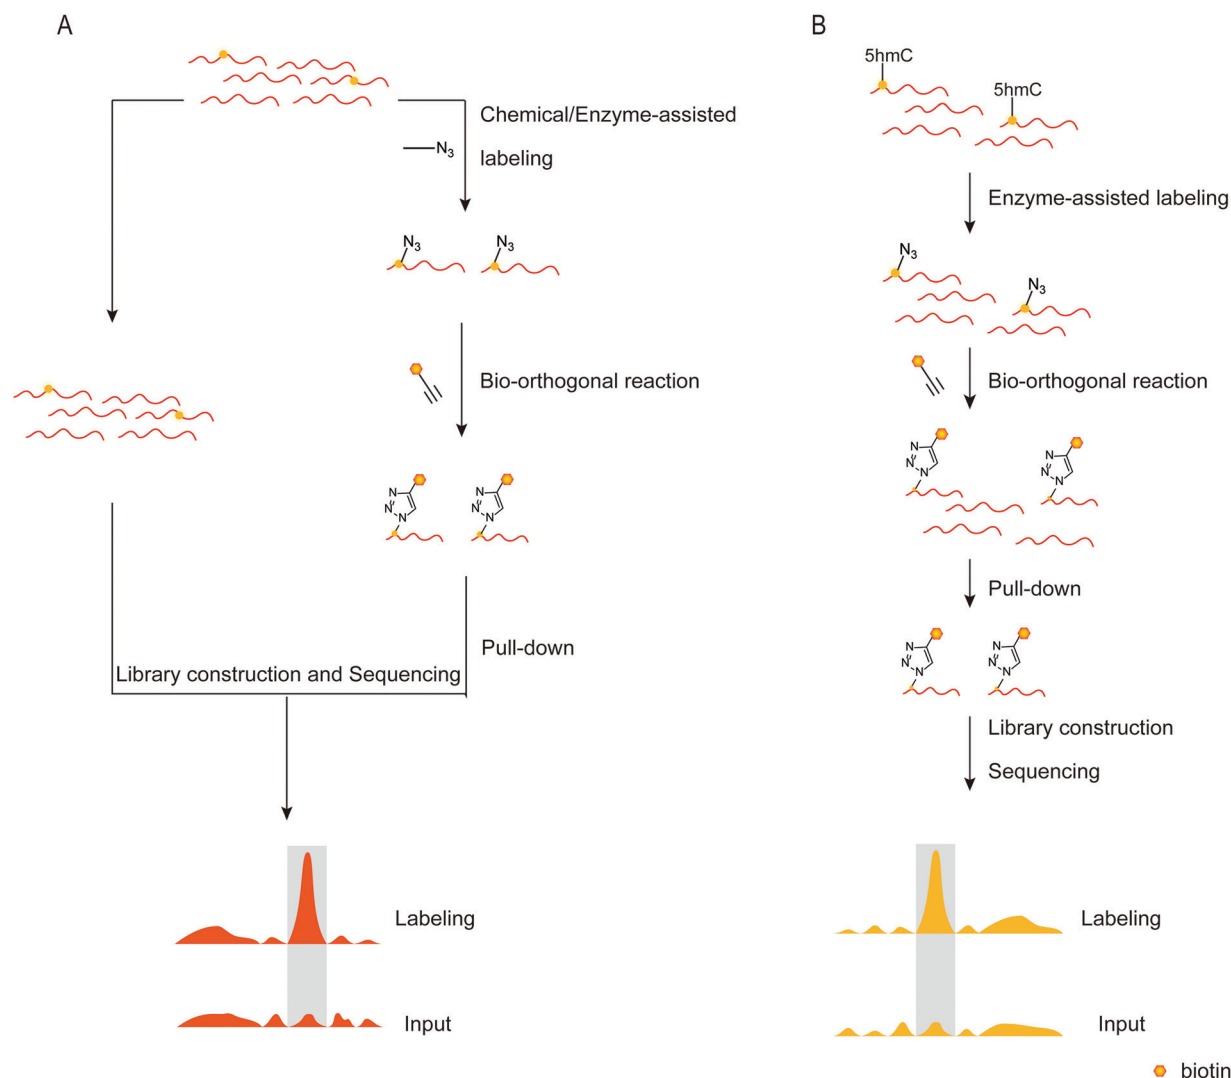 A
Chemical/Enzyme-assisted
N3
labeling
N3
N3
Bio-orthogonal reaction
N
N
N
N
N
N
Pull-down
Library construction and Sequencing
Labeling
Input
B
5hmC
5hmC
Enzyme-assisted labeling
N3
N3
Bio-orthogonal reaction
N
N
N
N
N
N
Pull-down
N
N
N
N
N
N
Library construction
Sequencing
Labeling
Input
biotin